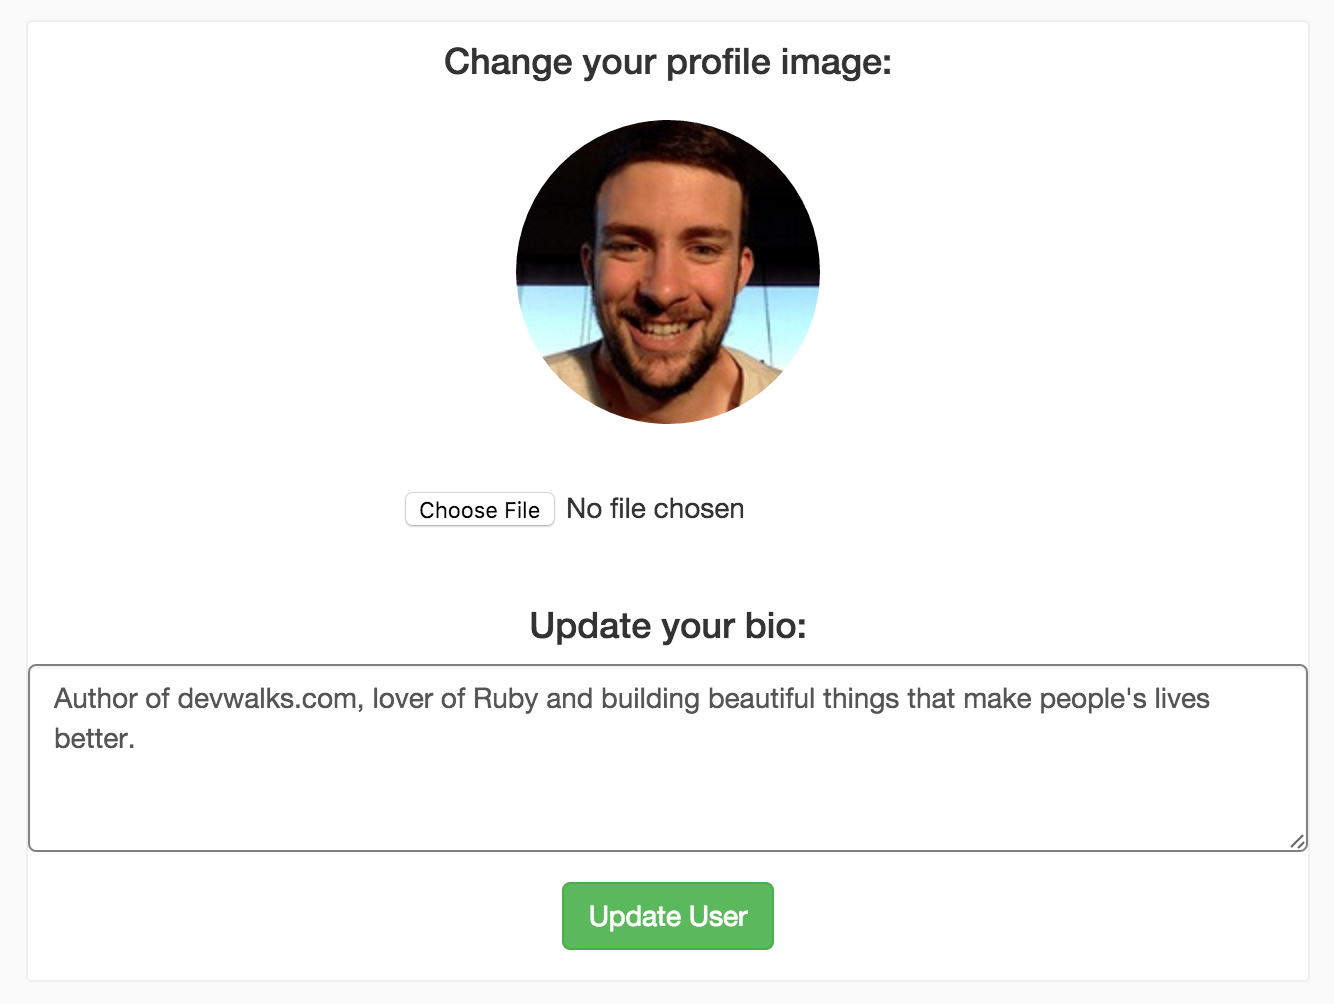 Change your profile image:
Choose File No file chosen
Update your bio:
Author of devwalks.com, lover of Ruby and building beautiful things that make people's lives
better.
Update User